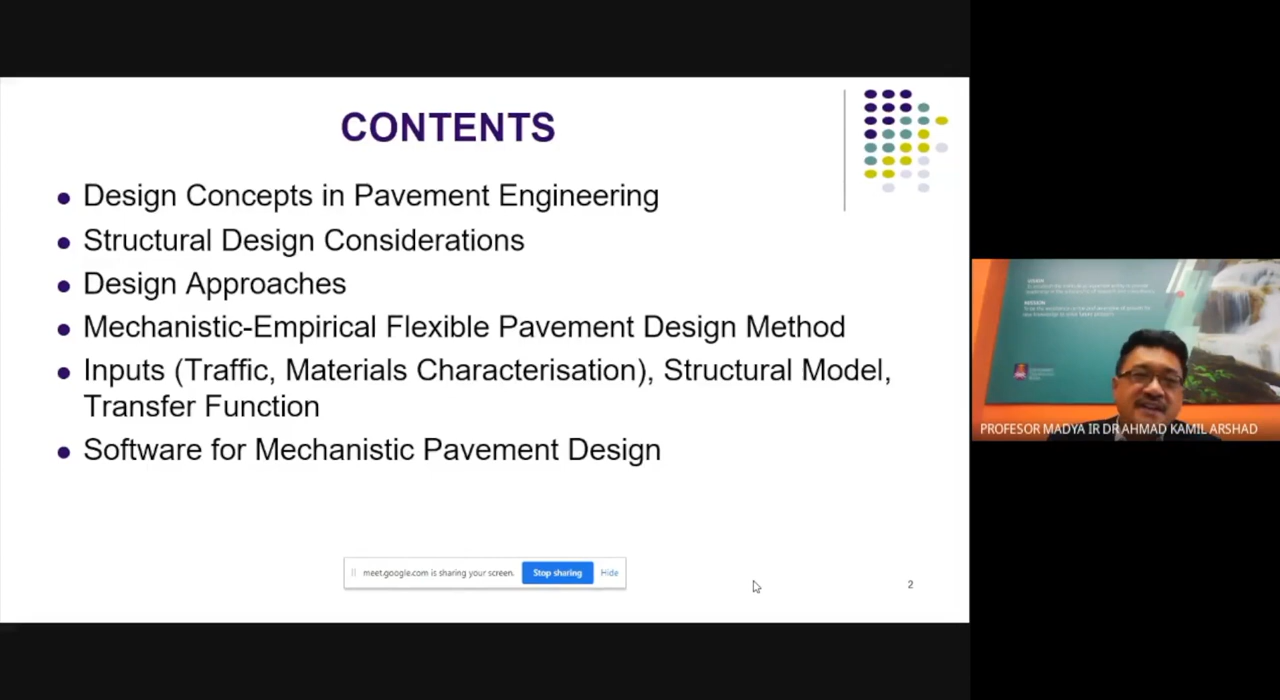 CONTENTS
Design Concepts in Pavement Engineering
Structural Design Considerations
Design Approaches
Mechanistic-Empirical Flexible Pavement Design Method
Inputs (Traffic, Materials Characterisation), Structural Model,
Transfer Function
Software for Mechanistic Pavement Design
meet.google.com is sharing your screen.
Stop sharing
Hide
2
VISION
MISSION
PROFESOR MADYA IR DR AHMAD KAMIL ARSHAD